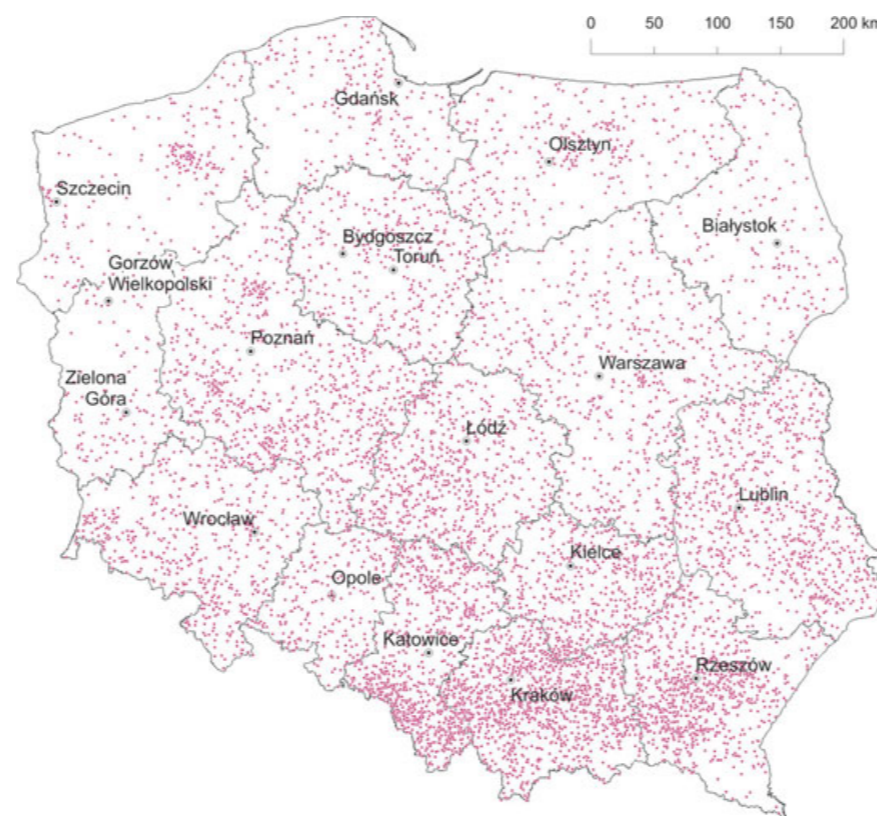 0 50 100 150 200 km
Gdańsk
Olsztyn
Szczecin
Białystok
Bydgoszcz
Toruń
Gorzów
Wielkopolski
Poznań
Warszawa
Zielona
Góra
Łódź
Lublin
Wrocław
Kielce
Opole
Katowice
Rzeszów
Kraków